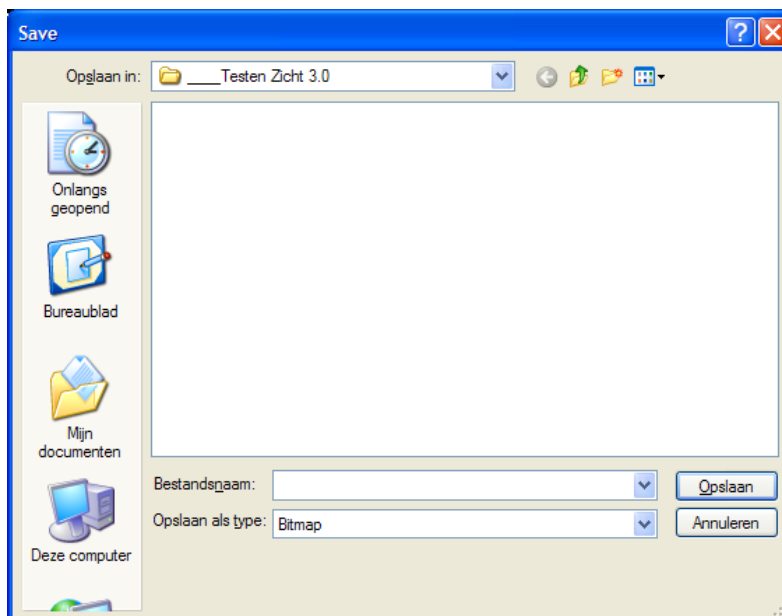 Save
Opslaan in:
____Testen Zicht 3.0
Onlangs
geopend
Bureaublad
Mijn
documenten
Deze computer
Bestandsnaam:
Opslaan
Opslaan als type:
Bitmap
Annuleren